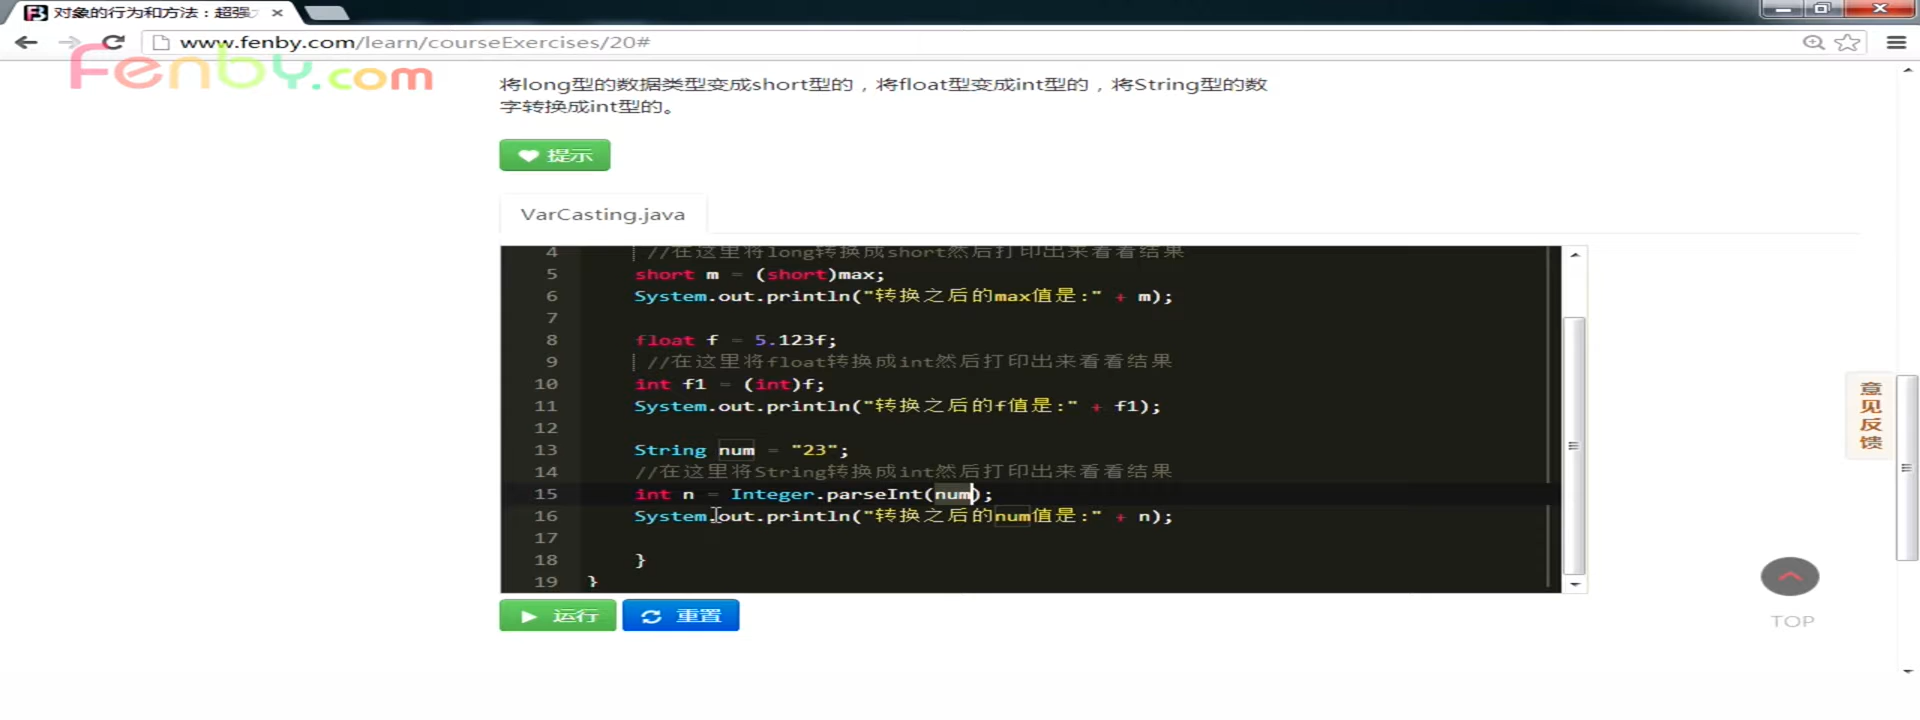 对象的行为和方法：超强
www.fenby.com/learn/courseExercises/20#
Fenby.com
将long型的数据类型变成short型的，将float型变成int型的，将String型的数
字转换成int型的。
提示
VarCasting.java
4 //在这里将long转换成short然后打印出来看看结果
5 short m = (short)max;
6 System.out.println("转换之后的max值是:" + m);
7
8 float f = 5.123f;
9 //在这里将float转换成int然后打印出来看看结果
10 int f1 = (int)f;
11 System.out.println("转换之后的f值是:" + f1);
12
13 String num = "23";
14 //在这里将String转换成int然后打印出来看看结果
15 int n = Integer.parseInt(num);
16 System.out.println("转换之后的num值是:" + n);
17
18 }
19 }
运行 重置
意见反馈
TOP